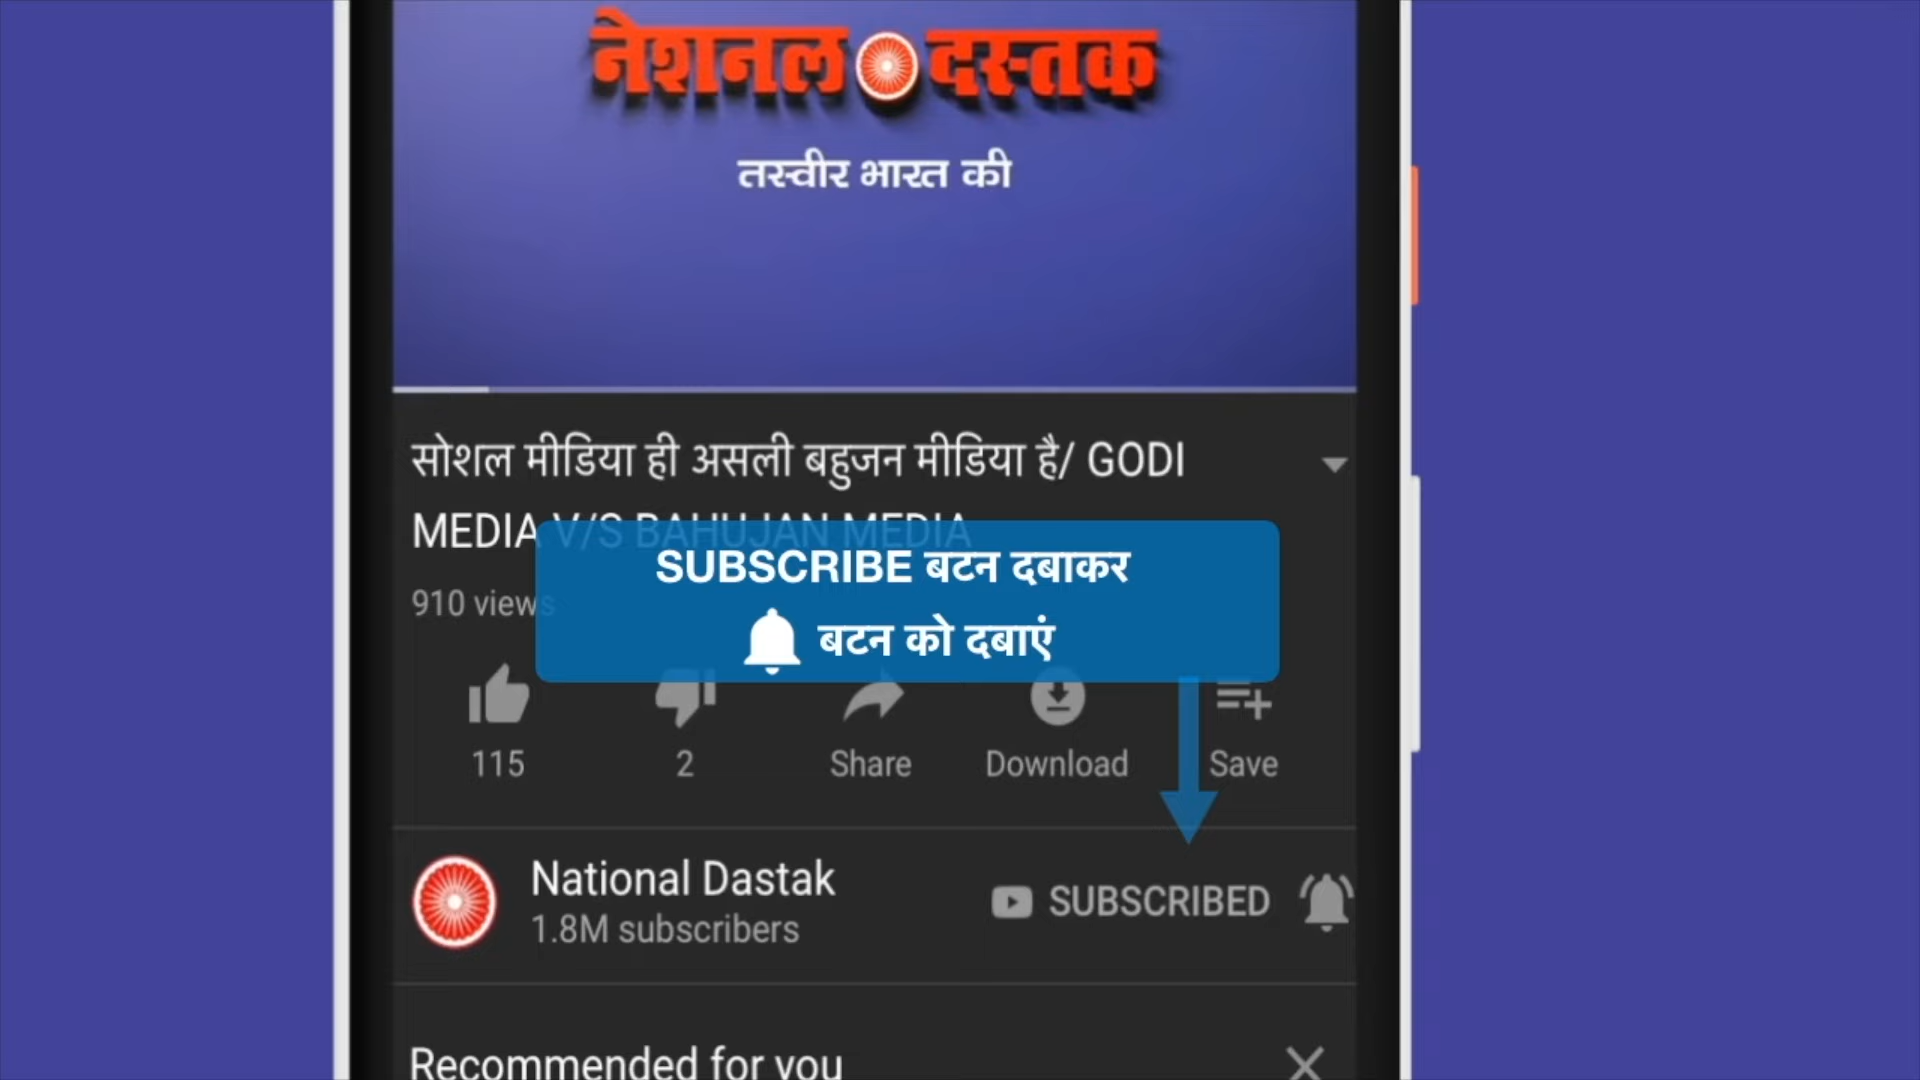 नेशनल दस्तक
तस्वीर भारत की
सोशल मीडिया ही असली बहुजन मीडिया है/ GODI
MEDIA V/S BAHUJAN MEDIA
SUBSCRIBE बटन दबाकर
बटन को दबाएं
910 views
115
2
Share
Download
Save
National Dastak
1.8M subscribers
SUBSCRIBED
Recommended for you